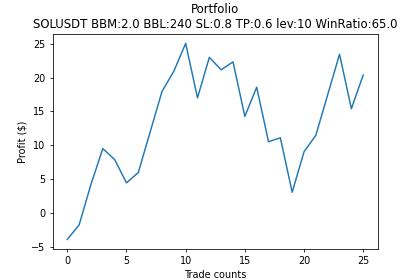 Portfolio
SOLUSDT BBM:2.0 BBL:240 SL:0.8 TP:0.6 lev:10 WinRatio:65.0
25
20
15
10
5
0
−5
Profit ($)
0 5 10 15 20 25
Trade counts